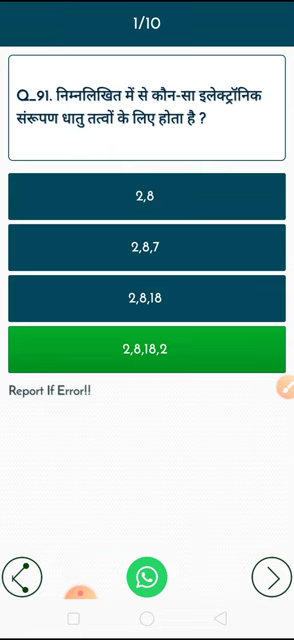 1/10
Q_91. निम्नलिखित में से कौन-सा इलेक्ट्रॉनिक
संरूपण धातु तत्वों के लिए होता है ?
2,8
2,8,7
2,8,18
2,8,18,2
Report If Error!!